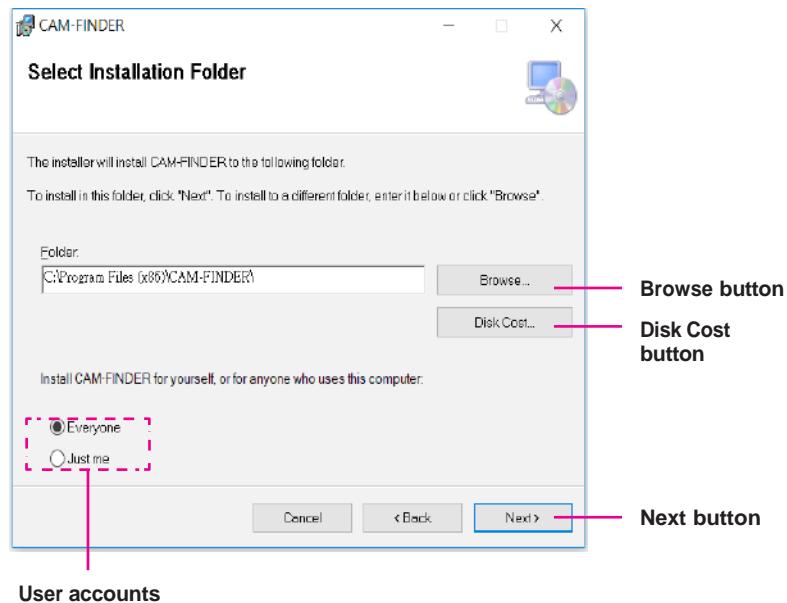 CAM-FINDER
Select Installation Folder
The installer will install CAM-FINDER to the following folder.
To install in this folder, click "Next". To install to a different folder, enter it below or click "Browse".
Folder:
C:\Program Files (x86)\CAM-FINDER\
Browse...
Browse button
Disk Cost...
Disk Cost
button
Install CAM-FINDER for yourself, or for anyone who uses this computer:
Everyone
Just me
Cancel
< Back
Next >
Next button
User accounts